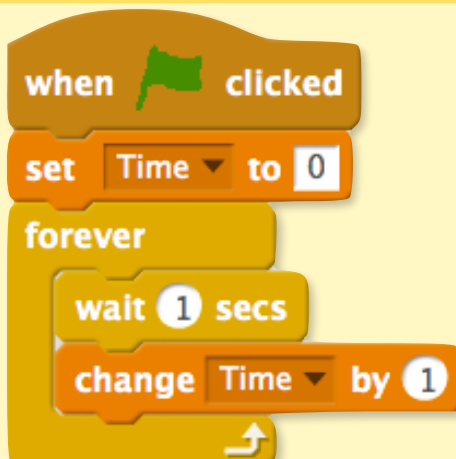 when clicked
set Time to 0
forever
wait 1 secs
change Time by 1